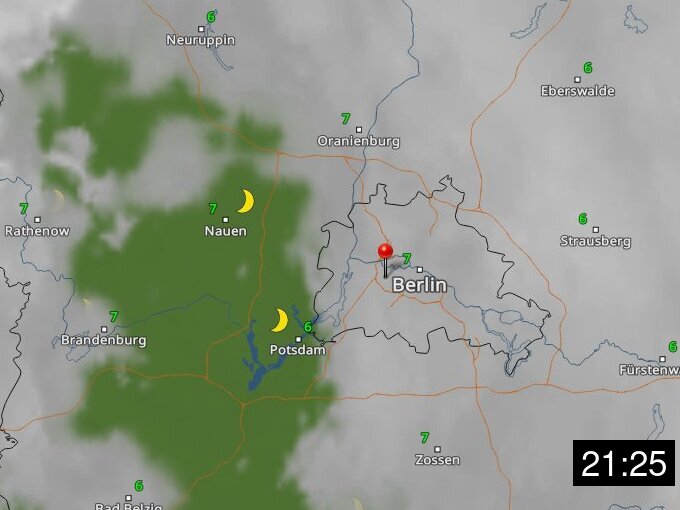 6
Neuruppin
6
Eberswalde
7
Oranienburg
7
Rathenow
7
Nauen
6
Strausberg
7
Berlin
7
Brandenburg
6
Potsdam
6
Fürstenwa
7
Zossen
21:25
6
Bad Belzig